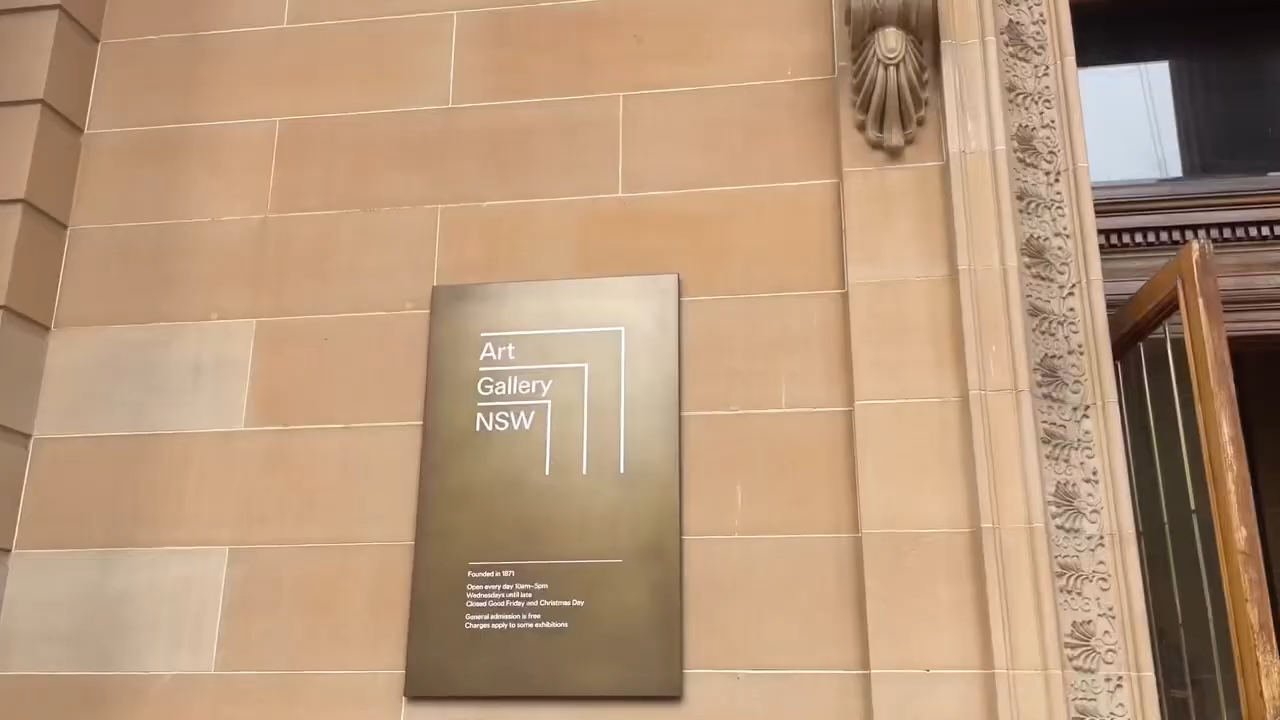 Art
Gallery
NSW
Founded in 1871
Open every day 10am–5pm
Wednesdays until late
Closed Good Friday and Christmas Day
General admission is free
Charges apply to some exhibitions